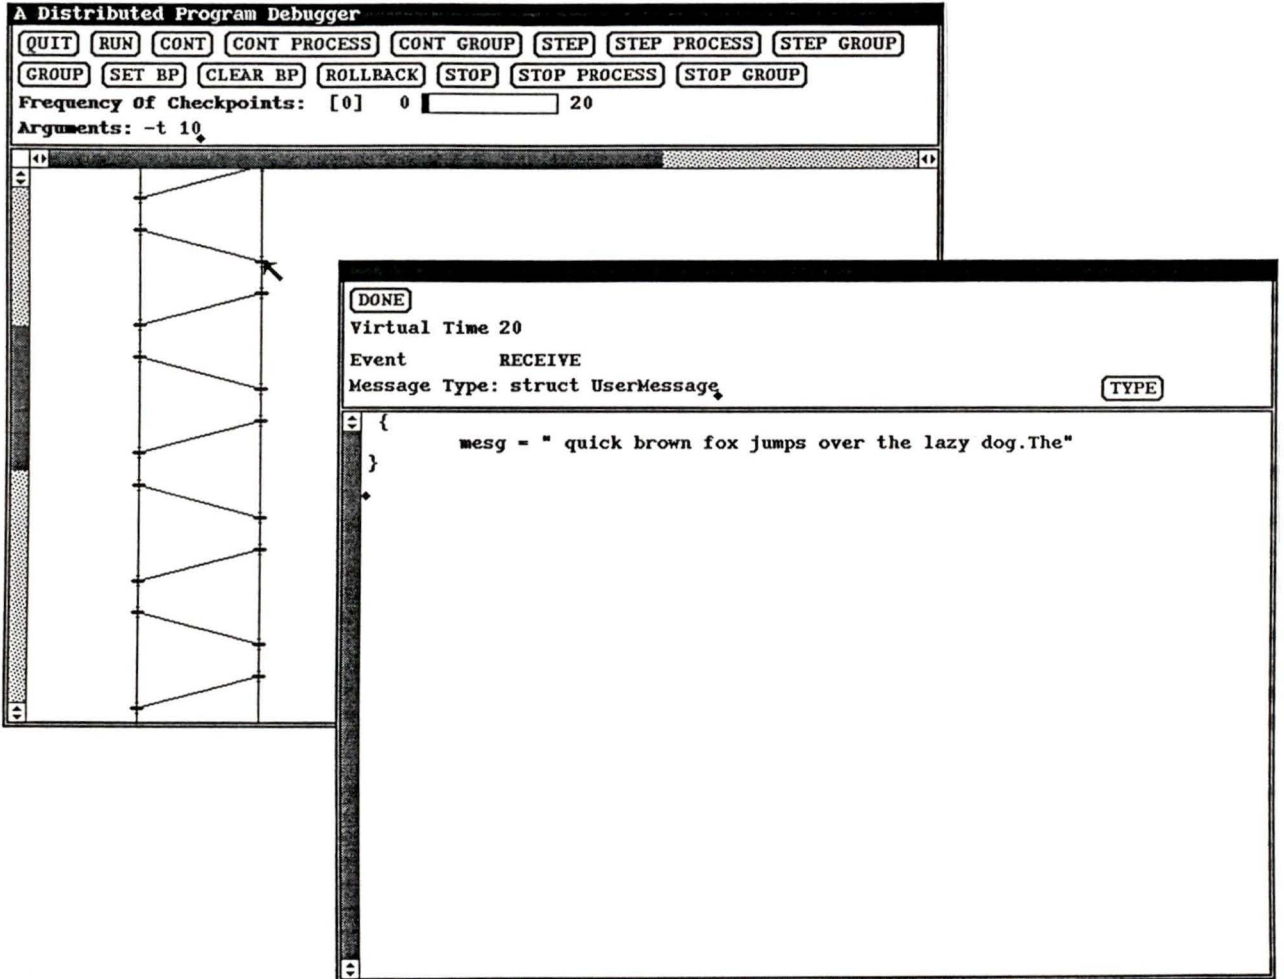 A Distributed Program Debugger
QUIT RUN CONT CONT PROCESS CONT GROUP STEP STEP PROCESS STEP GROUP
GROUP SET BP CLEAR BP ROLLBACK STOP STOP PROCESS STOP GROUP
Frequency Of Checkpoints: [0] 0 20
Arguments: -t 10
DONE
Virtual Time 20
Event RECEIVE
Message Type: struct UserMessage TYPE
{
mesg = " quick brown fox jumps over the lazy dog.The"
}